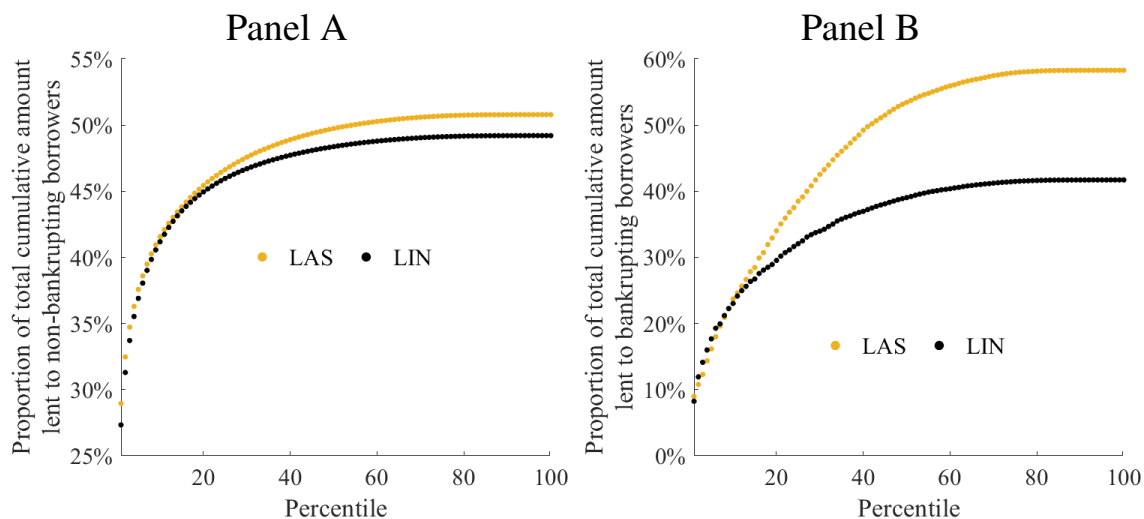 Panel A
Proportion of total cumulative amount
lent to non-bankrupting borrowers
55%
50%
45%
40%
35%
30%
25%
LAS LIN
20 40 60 80 100
Percentile
Panel B
Proportion of total cumulative amount
lent to bankrupting borrowers
60%
50%
40%
30%
20%
10%
0%
LAS LIN
20 40 60 80 100
Percentile